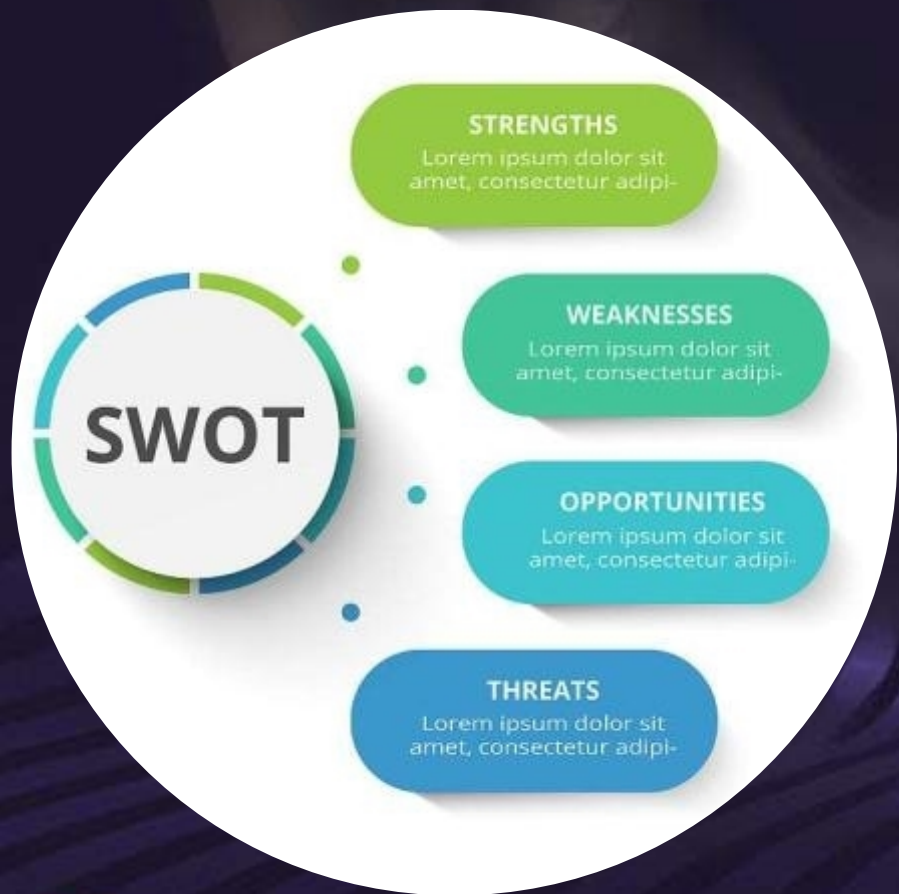 SWOT
STRENGTHS
Lorem ipsum dolor sit
amet, consectetur adipi-
WEAKNESSES
Lorem ipsum dolor sit
amet, consectetur adipi-
OPPORTUNITIES
Lorem ipsum dolor sit
amet, consectetur adipi-
THREATS
Lorem ipsum dolor sit
amet, consectetur adipi-